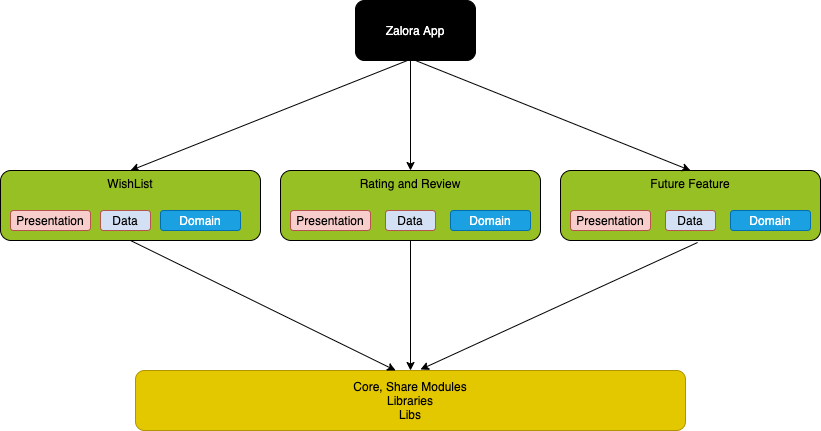 Zalora App
WishList
Rating and Review
Future Feature
Presentation
Data
Domain
Presentation
Data
Domain
Presentation
Data
Domain
Core, Share Modules
Libraries
Libs